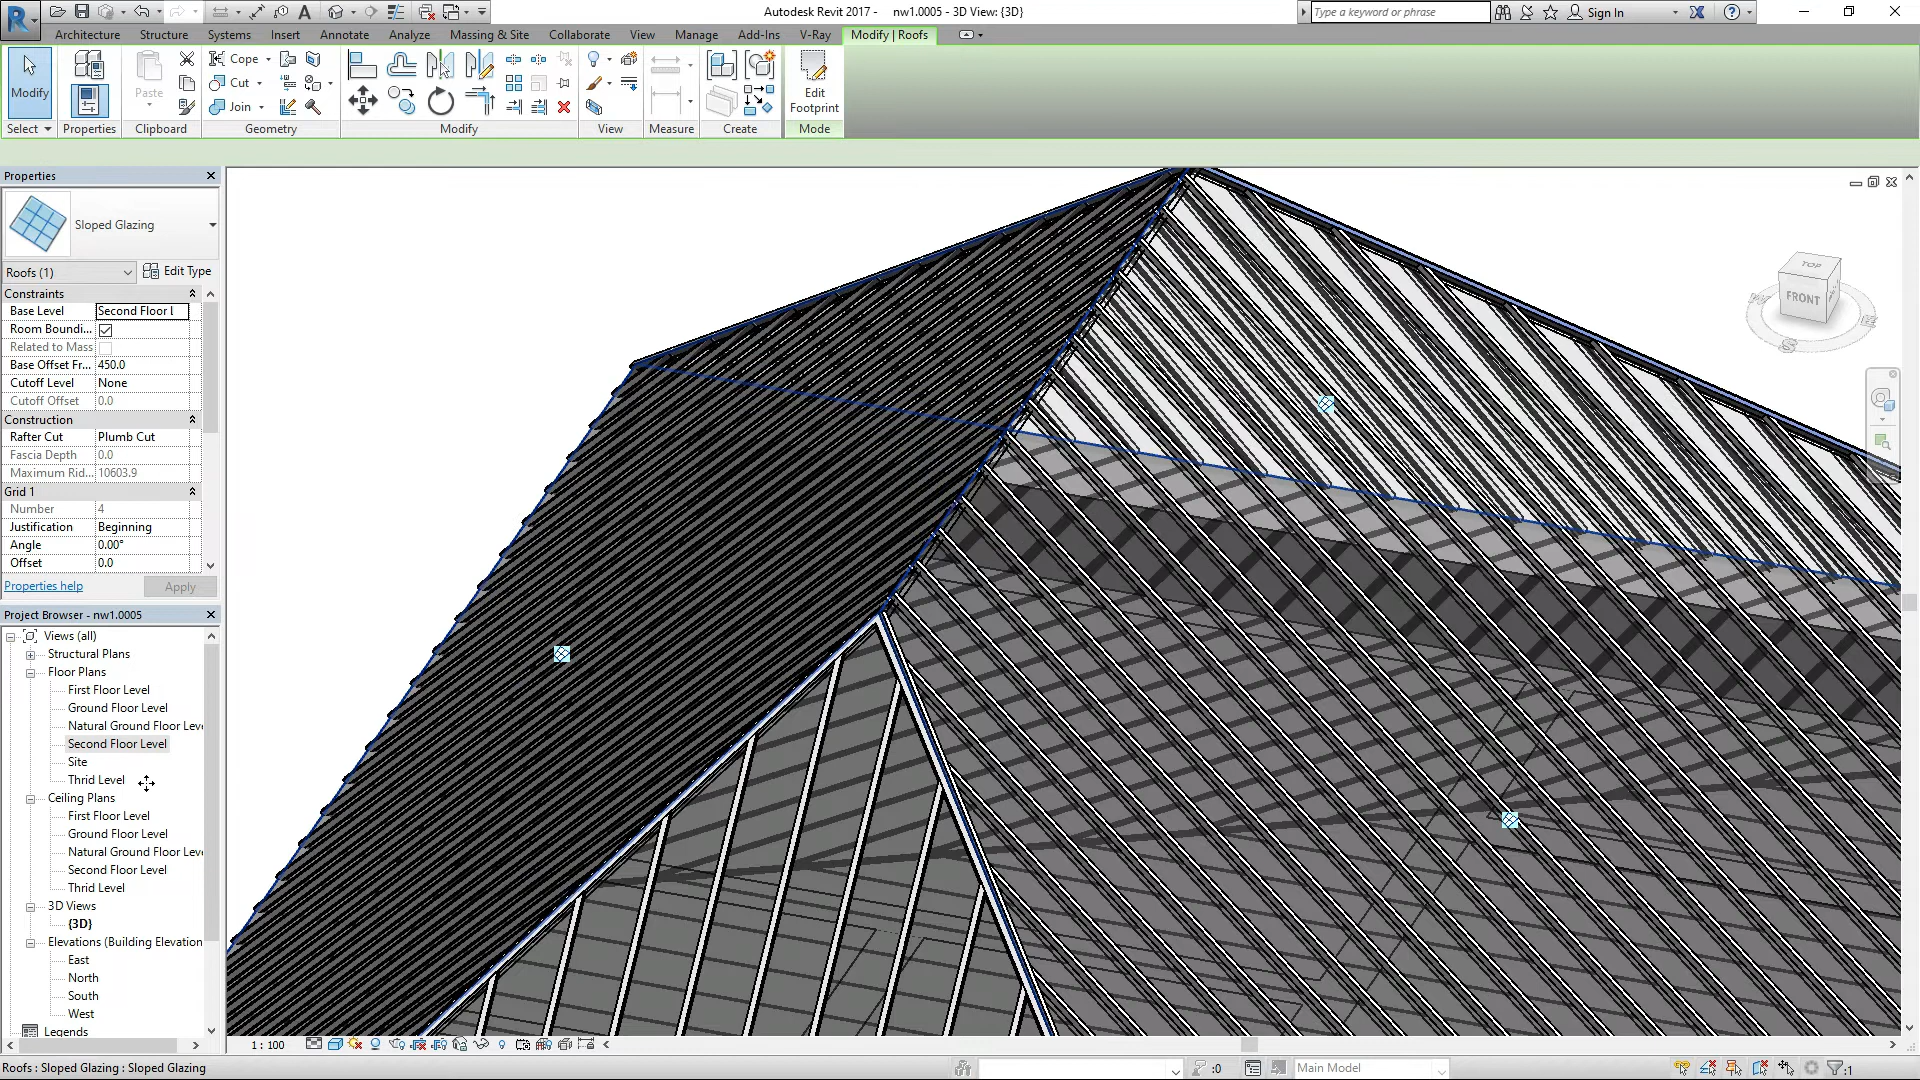 Autodesk Revit 2017 - nw1.0005 - 3D View: {3D}
Type a keyword or phrase
Sign In
Architecture
Structure
Systems
Insert
Annotate
Analyze
Massing & Site
Collaborate
View
Manage
Add-Ins
V-Ray
Modify | Roofs
Modify
Paste
Cope
Cut
Join
Edit
Footprint
Select
Properties
Clipboard
Geometry
Modify
View
Measure
Create
Mode
Properties
Sloped Glazing
Roofs (1)
Edit Type
Constraints
Base Level Second Floor l
Room Boundi...
Related to Mass
Base Offset Fr... 450.0
Cutoff Level None
Cutoff Offset 0.0
Construction
Rafter Cut Plumb Cut
Fascia Depth 0.0
Maximum Rid... 10603.9
Grid 1
Number 4
Justification Beginning
Angle 0.00°
Offset 0.0
Properties help
Apply
Project Browser - nw1.0005
Views (all)
Structural Plans
Floor Plans
First Floor Level
Ground Floor Level
Natural Ground Floor Leve
Second Floor Level
Site
Thrid Level
Ceiling Plans
First Floor Level
Ground Floor Level
Natural Ground Floor Leve
Second Floor Level
Thrid Level
3D Views
{3D}
Elevations (Building Elevation
East
North
South
West
Legends
TOP
FRONT
S
1 : 100
Roofs : Sloped Glazing : Sloped Glazing
:0
Main Model
:1